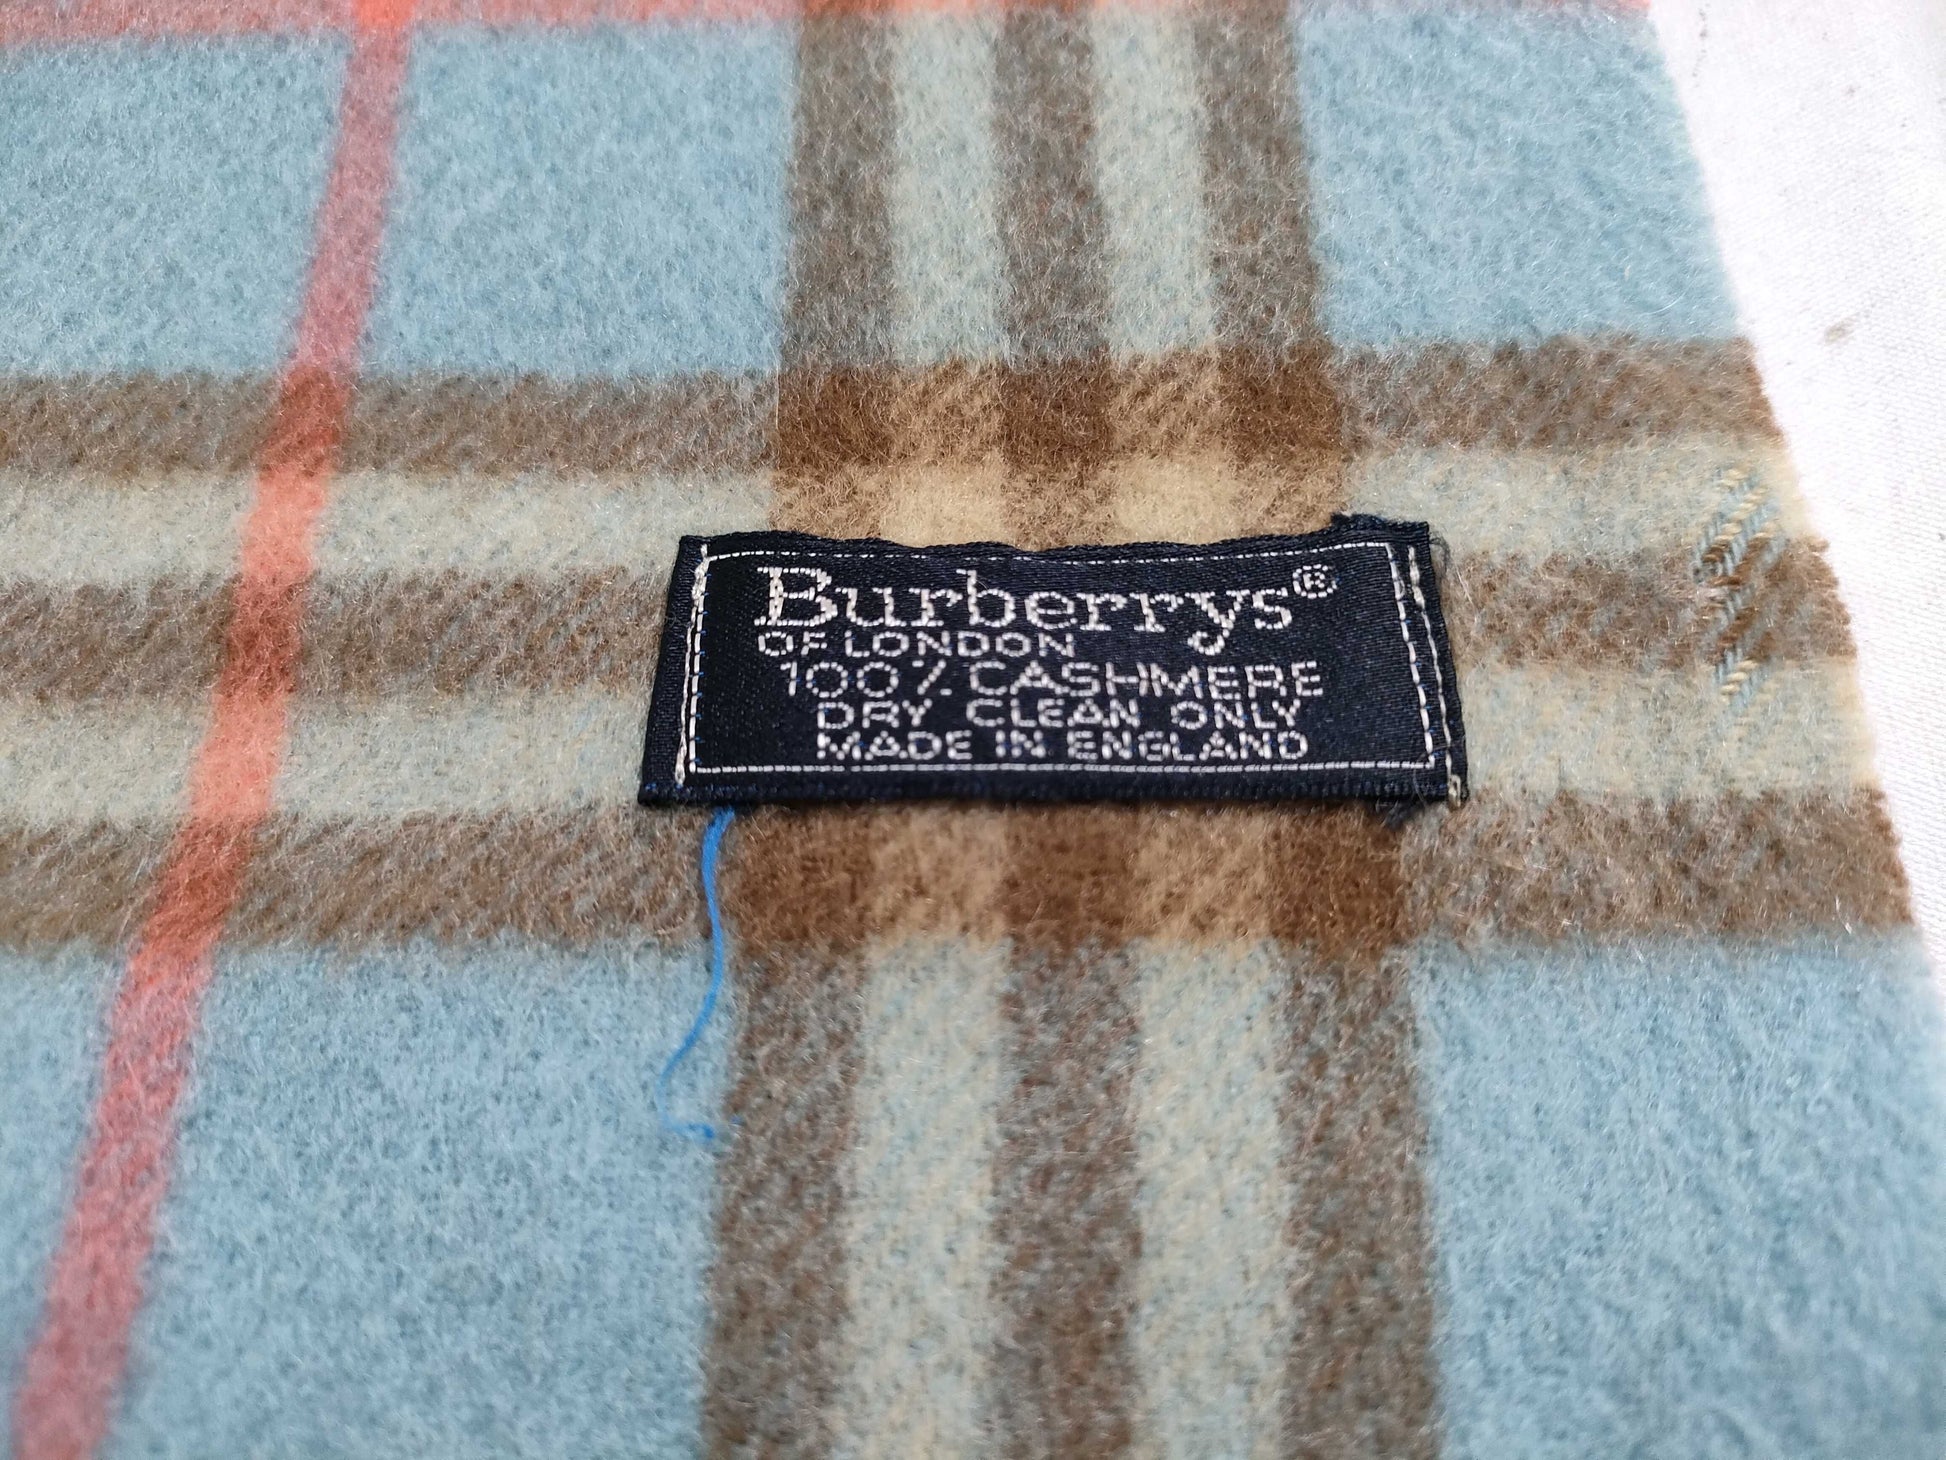 Burberrys®
OF LONDON
100% CASHMERE
DRY CLEAN ONLY
MADE IN ENGLAND